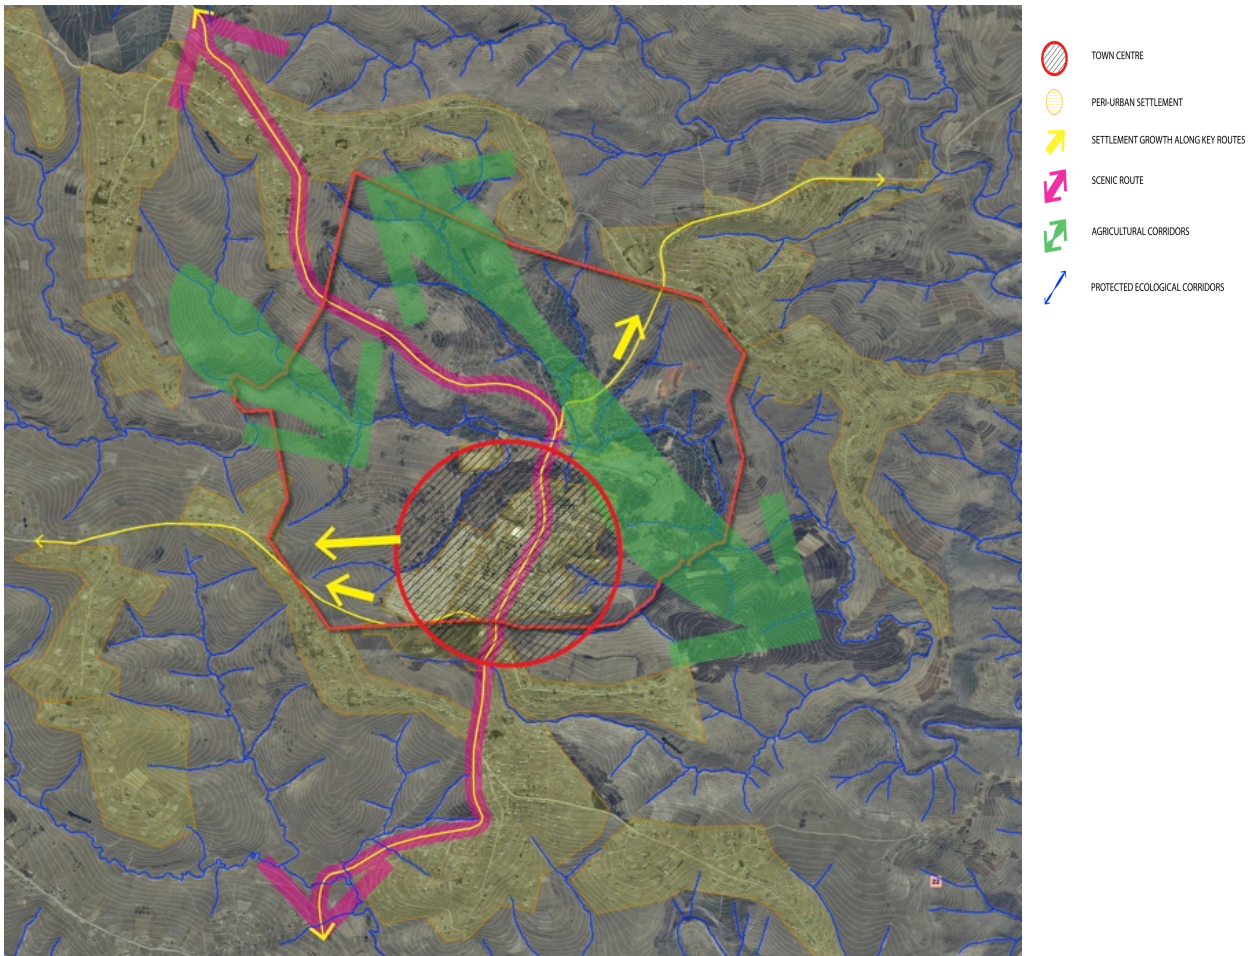 TOWN CENTRE
PERI-URBAN SETTLEMENT
SETTLEMENT GROWTH ALONG KEY ROUTES
SCENIC ROUTE
AGRICULTURAL CORRIDORS
PROTECTED ECOLOGICAL CORRIDORS